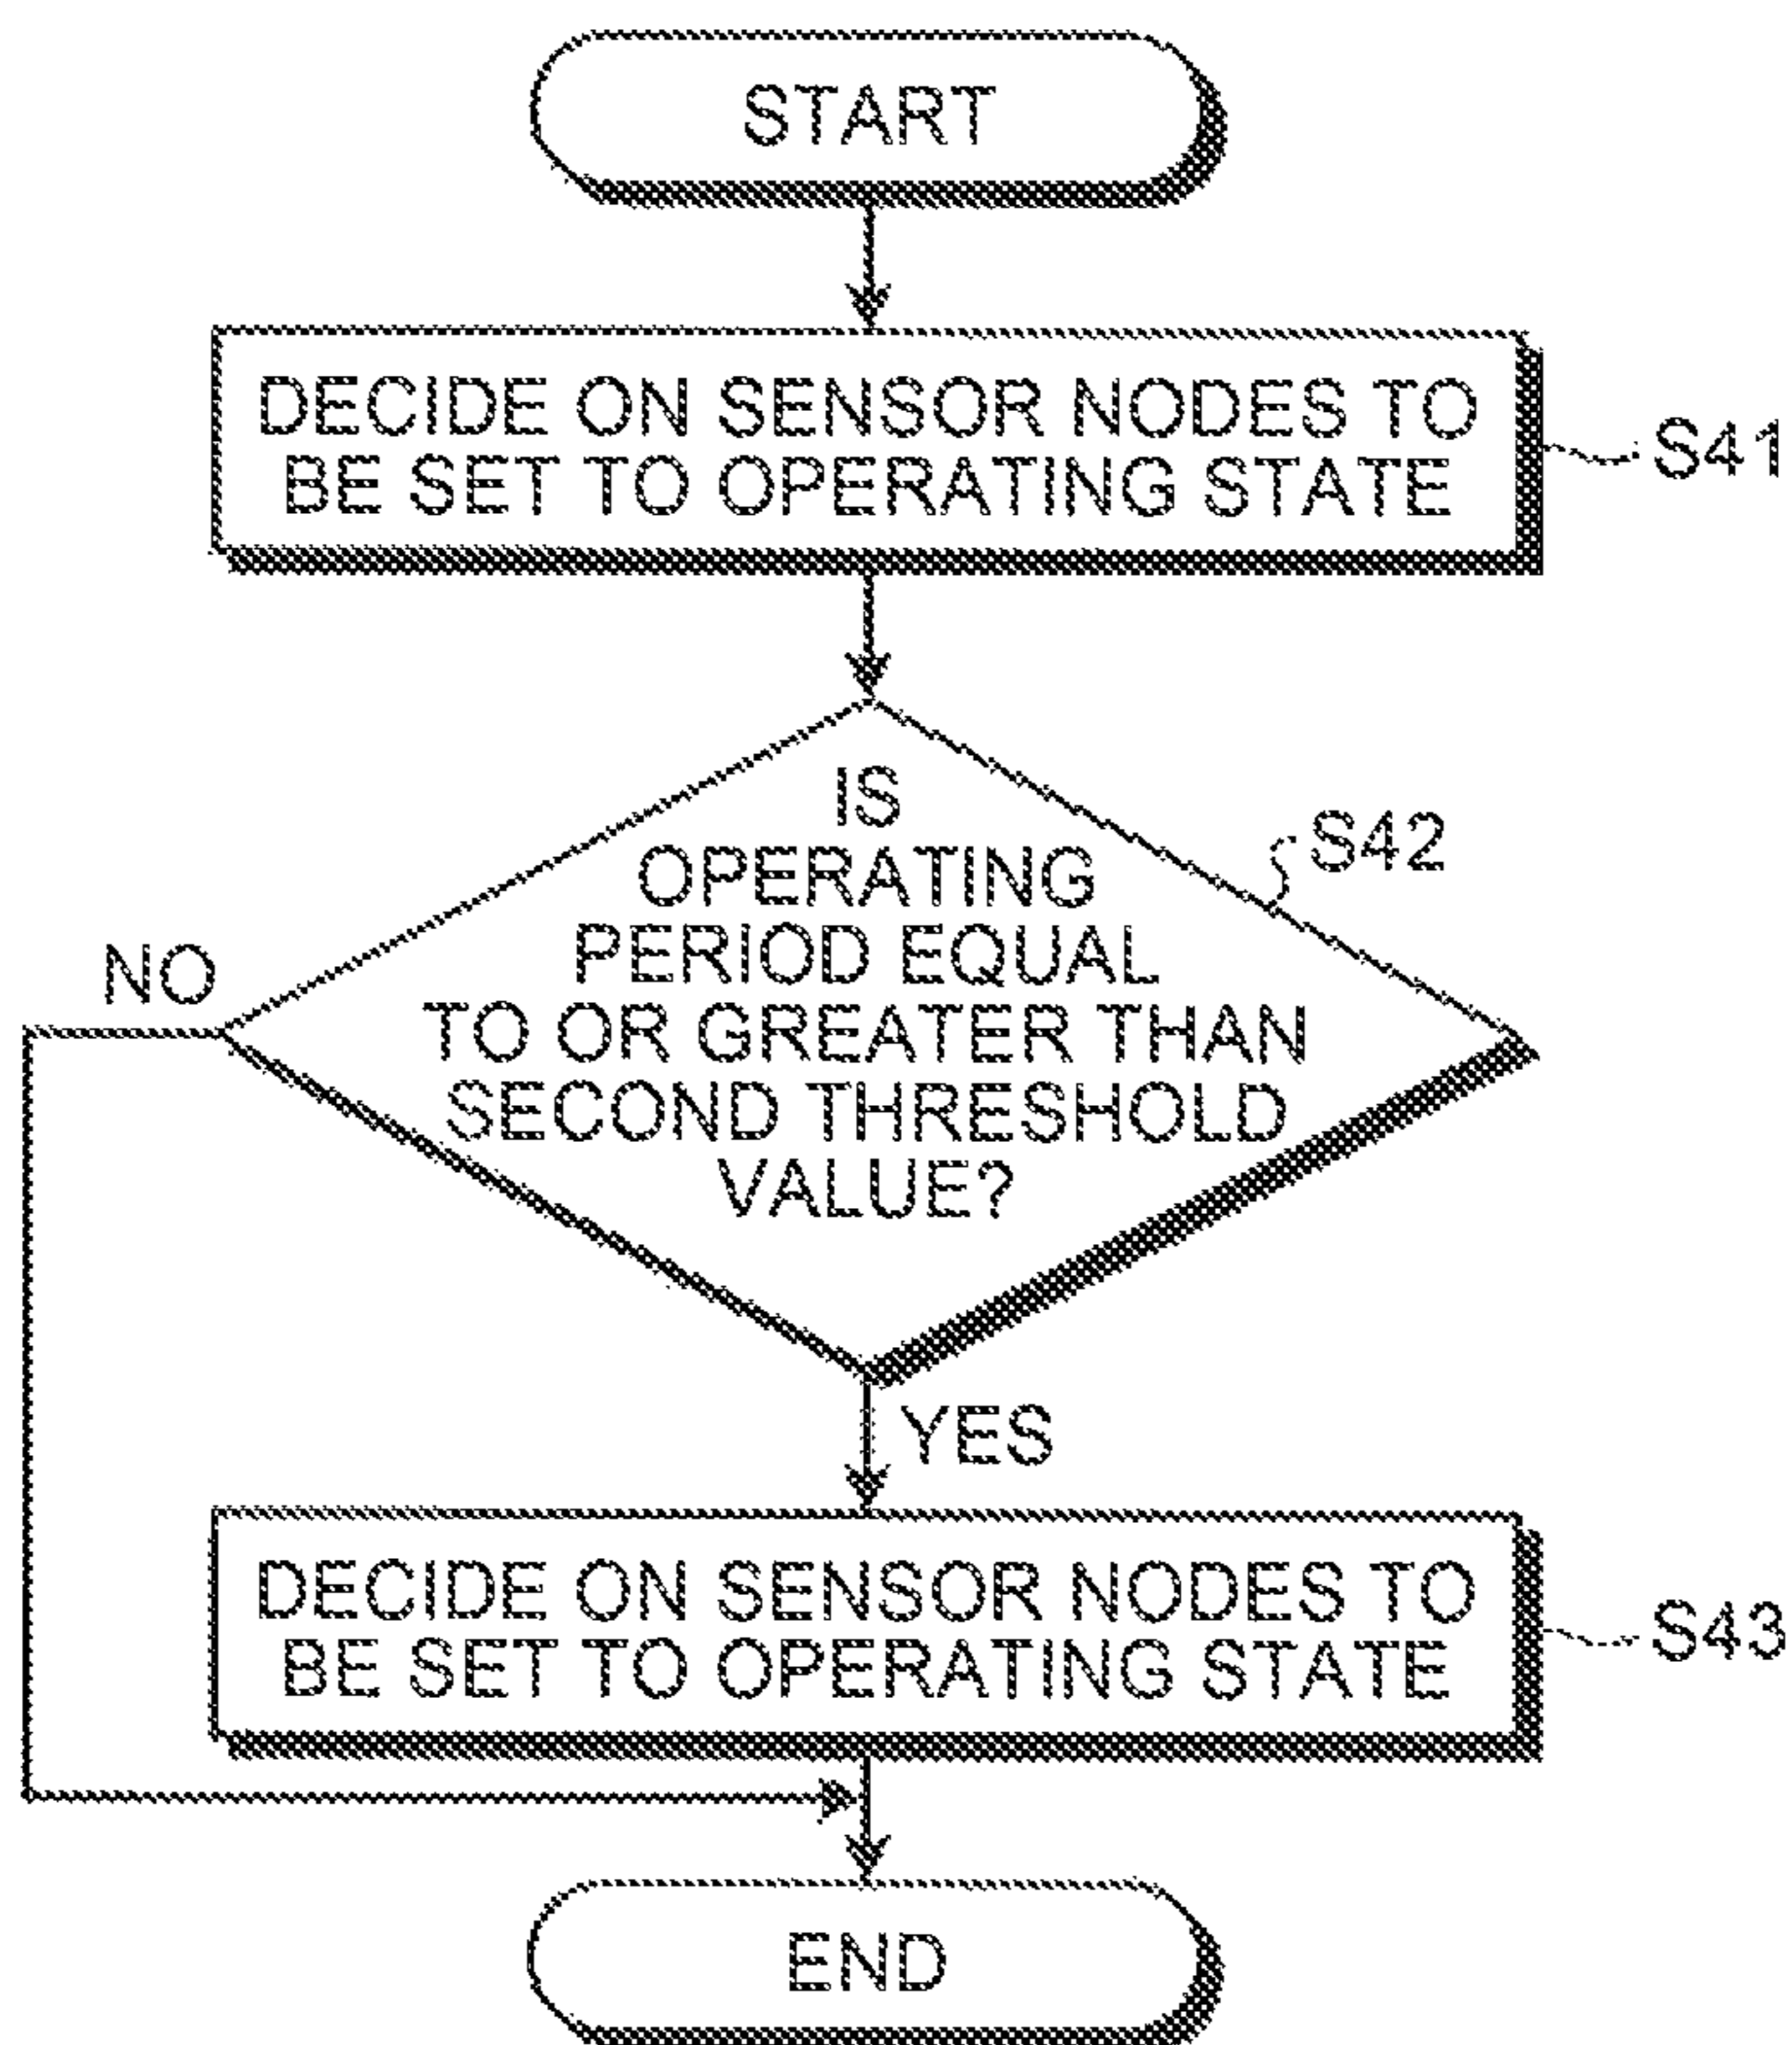 START
DECIDE ON SENSOR NODES TO
BE SET TO OPERATING STATE
S41
IS
OPERATING
PERIOD EQUAL
TO OR GREATER THAN
SECOND THRESHOLD
VALUE?
S42
NO
YES
DECIDE ON SENSOR NODES TO
BE SET TO OPERATING STATE
S43
END